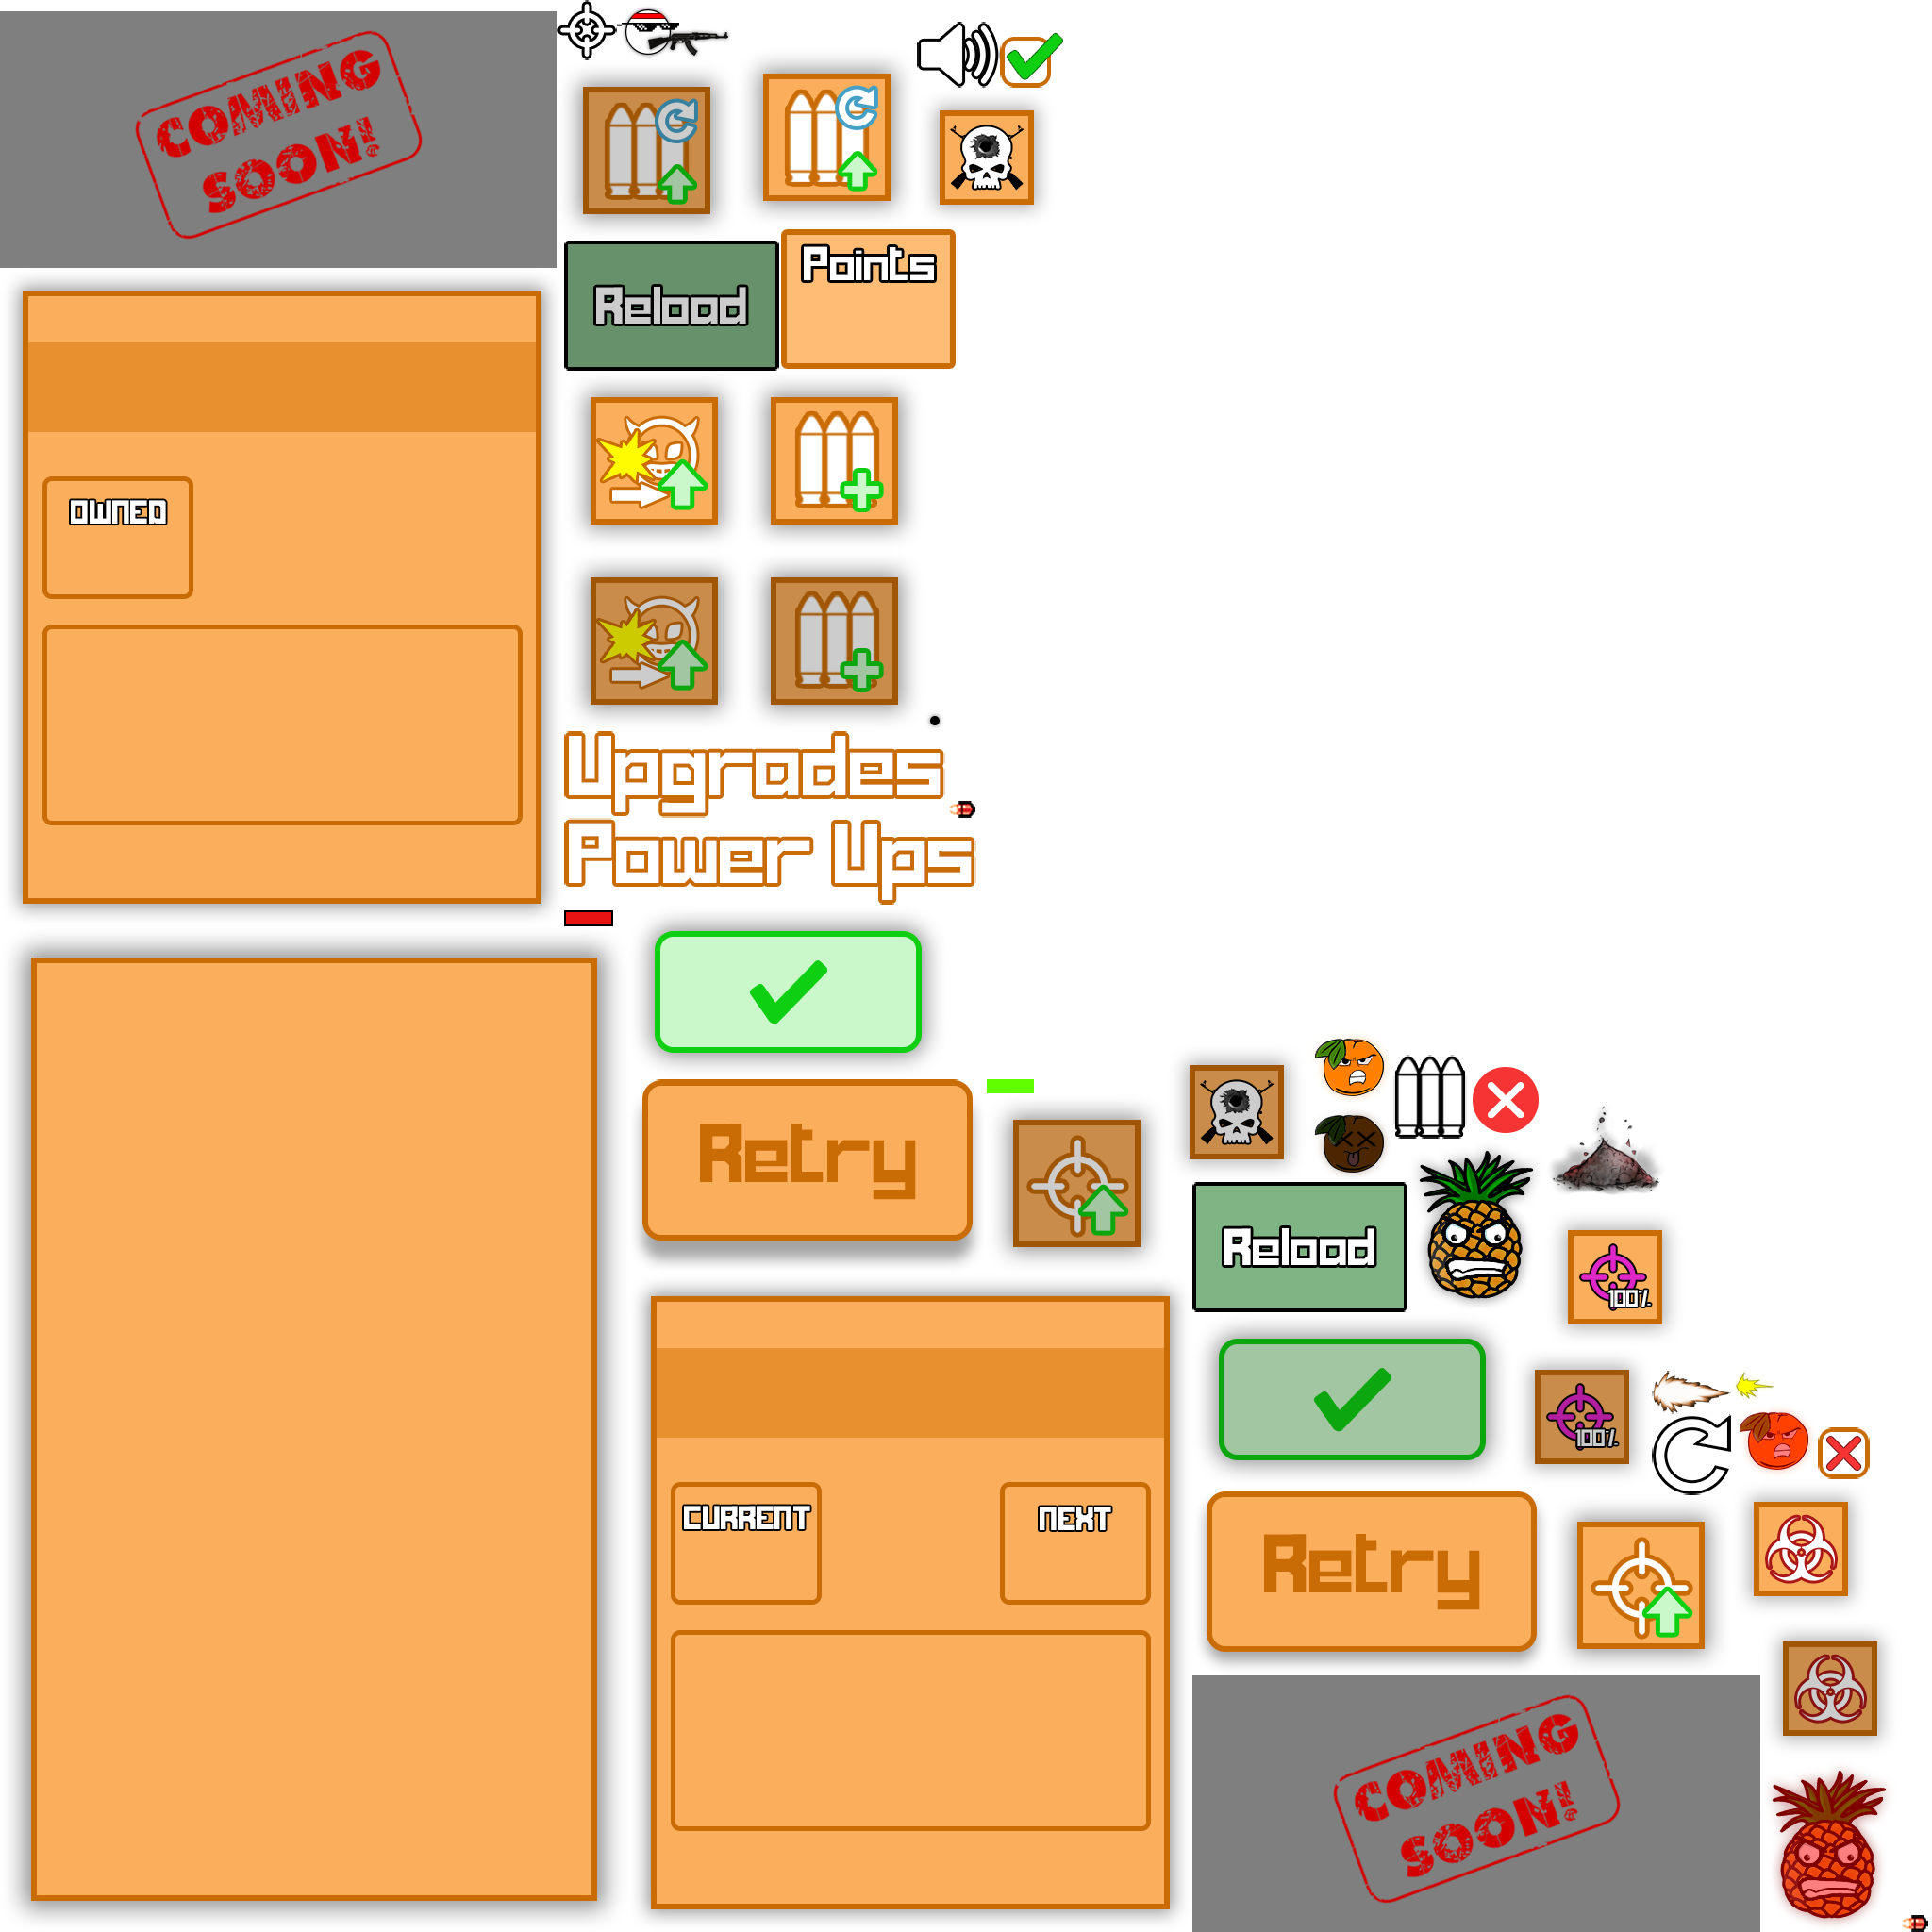 COMING
SOON!
Reload
Points
OWNED
Upgrades
Power Ups
Retry
Reload
100%
100%
CURRENT
NEXT
Retry
COMING
SOON!